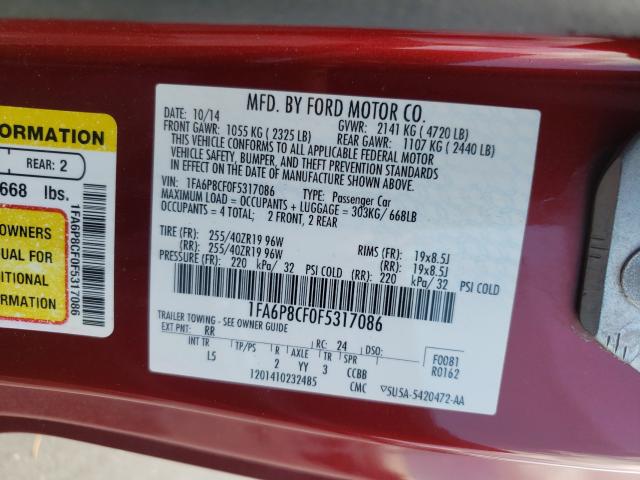 ORMATION
REAR: 2
668 lbs.
OWNERS
UAL FOR
ITIONAL
FORMATION
1FA6P8CF0F5317086
MFD. BY FORD MOTOR CO.
DATE: 10/14 GVWR: 2141 KG ( 4720 LB)
FRONT GAWR: 1055 KG ( 2325 LB) REAR GAWR: 1107 KG ( 2440 LB)
THIS VEHICLE CONFORMS TO ALL APPLICABLE FEDERAL MOTOR
VEHICLE SAFETY, BUMPER, AND THEFT PREVENTION STANDARDS
IN EFFECT ON THE DATE OF MANUFACTURE SHOWN ABOVE.
VIN: 1FA6P8CF0F5317086 TYPE: Passenger Car
MAXIMUM LOAD = OCCUPANTS + LUGGAGE = 303KG/ 668LB
OCCUPANTS = 4 TOTAL; 2 FRONT, 2 REAR
TIRE (FR): 255/40ZR19 96W RIMS (FR): 19x8.5J
(RR): 255/40ZR19 96W (RR): 19x8.5J
PRESSURE (FR): 220 kPa/ 32 PSI COLD (RR): 220 kPa/ 32 PSI COLD
1FA6P8CF0F5317086
TRAILER TOWING - SEE OWNER GUIDE
EXT PNT: RR RC: 24 DSO:
INT TR TP/PS R AXLE TR SPR F0081
L5 2 YY 3 CCBB R0162
1201410232485 CMC ▽SUSA-5420472-AA